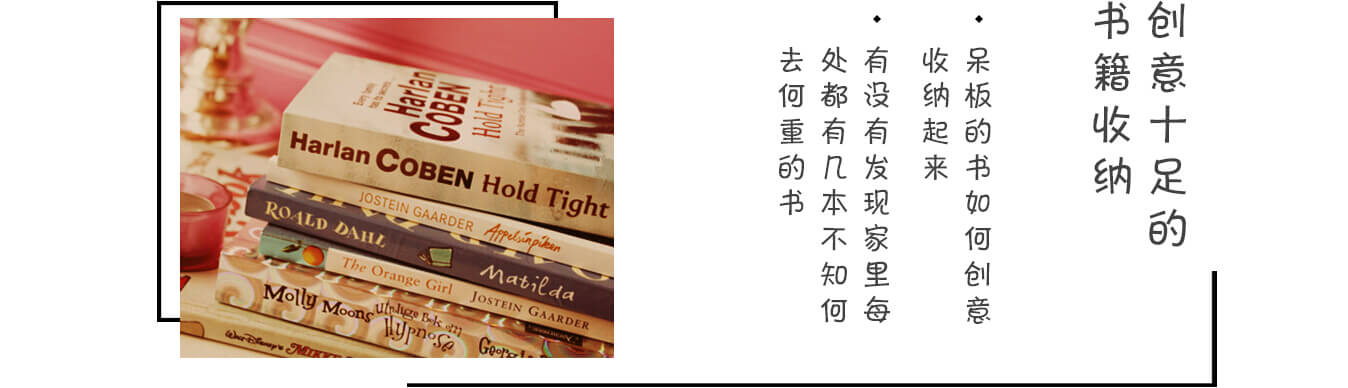 创意十足的
书籍收纳
呆板的书如何创意
收纳起来
有没有发现家里每
处都有几本不知何
去何重的书
Harlan
COBEN
Hold Tight
Harlan COBEN Hold Tight
JOSTEIN GAARDER Appelsinpiken
ROALD DAHL Matilda
The Orange Girl JOSTEIN GAARDER
Molly Moons Utrolige Bok om Hypnose
WALT DISNEY'S